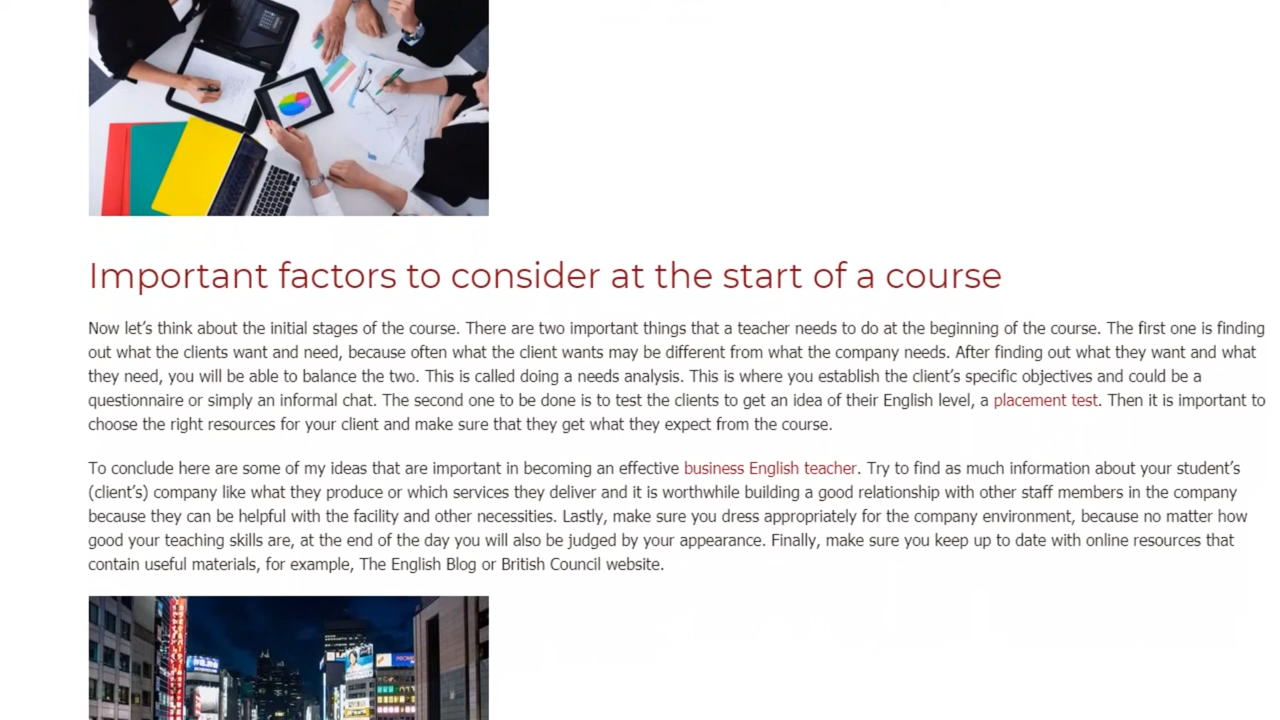 Important factors to consider at the start of a course
Now let's think about the initial stages of the course. There are two important things that a teacher needs to do at the beginning of the course. The first one is finding
out what the clients want and need, because often what the client wants may be different from what the company needs. After finding out what they want and what
they need, you will be able to balance the two. This is called doing a needs analysis. This is where you establish the client's specific objectives and could be a
questionnaire or simply an informal chat. The second one to be done is to test the clients to get an idea of their English level, a placement test. Then it is important to
choose the right resources for your client and make sure that they get what they expect from the course.
To conclude here are some of my ideas that are important in becoming an effective business English teacher. Try to find as much information about your student's
(client's) company like what they produce or which services they deliver and it is worthwhile building a good relationship with other staff members in the company
because they can be helpful with the facility and other necessities. Lastly, make sure you dress appropriately for the company environment, because no matter how
good your teaching skills are, at the end of the day you will also be judged by your appearance. Finally, make sure you keep up to date with online resources that
contain useful materials, for example, The English Blog or British Council website.